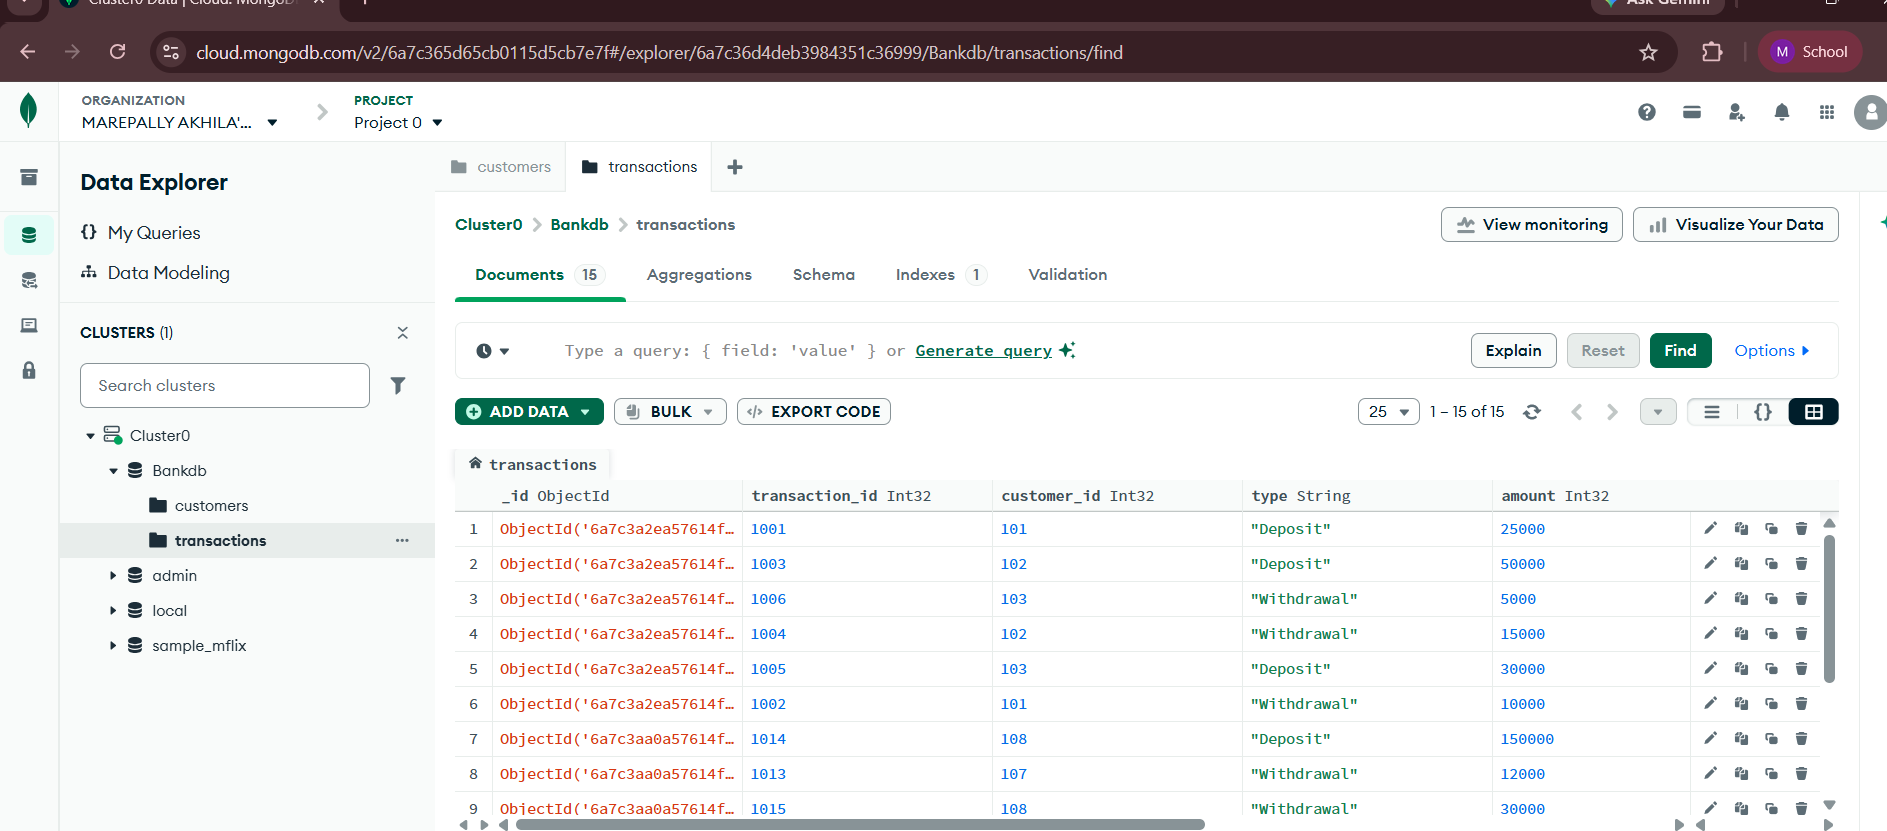 Cluster0 Data | Cloud: MongoD
Ask Gemini
cloud.mongodb.com/v2/6a7c365d65cb0115d5cb7e7f#/explorer/6a7c36d4deb3984351c36999/Bankdb/transactions/find
M School
ORGANIZATION
MAREPALLY AKHILA'...
PROJECT
Project 0
Data Explorer
My Queries
Data Modeling
CLUSTERS (1)
Search clusters
Cluster0
Bankdb
customers
transactions
admin
local
sample_mflix
customers
transactions
Cluster0 > Bankdb > transactions
View monitoring
Visualize Your Data
Documents 15 Aggregations Schema Indexes 1 Validation
Type a query: { field: 'value' } or Generate query
Explain Reset Find Options
ADD DATA BULK EXPORT CODE
25 1 – 15 of 15
transactions
_id ObjectId transaction_id Int32 customer_id Int32 type String amount Int32
1 ObjectId('6a7c3a2ea57614f… 1001 101 "Deposit" 25000
2 ObjectId('6a7c3a2ea57614f… 1003 102 "Deposit" 50000
3 ObjectId('6a7c3a2ea57614f… 1006 103 "Withdrawal" 5000
4 ObjectId('6a7c3a2ea57614f… 1004 102 "Withdrawal" 15000
5 ObjectId('6a7c3a2ea57614f… 1005 103 "Deposit" 30000
6 ObjectId('6a7c3a2ea57614f… 1002 101 "Withdrawal" 10000
7 ObjectId('6a7c3aa0a57614f… 1014 108 "Deposit" 150000
8 ObjectId('6a7c3aa0a57614f… 1013 107 "Withdrawal" 12000
9 ObjectId('6a7c3aa0a57614f… 1015 108 "Withdrawal" 30000